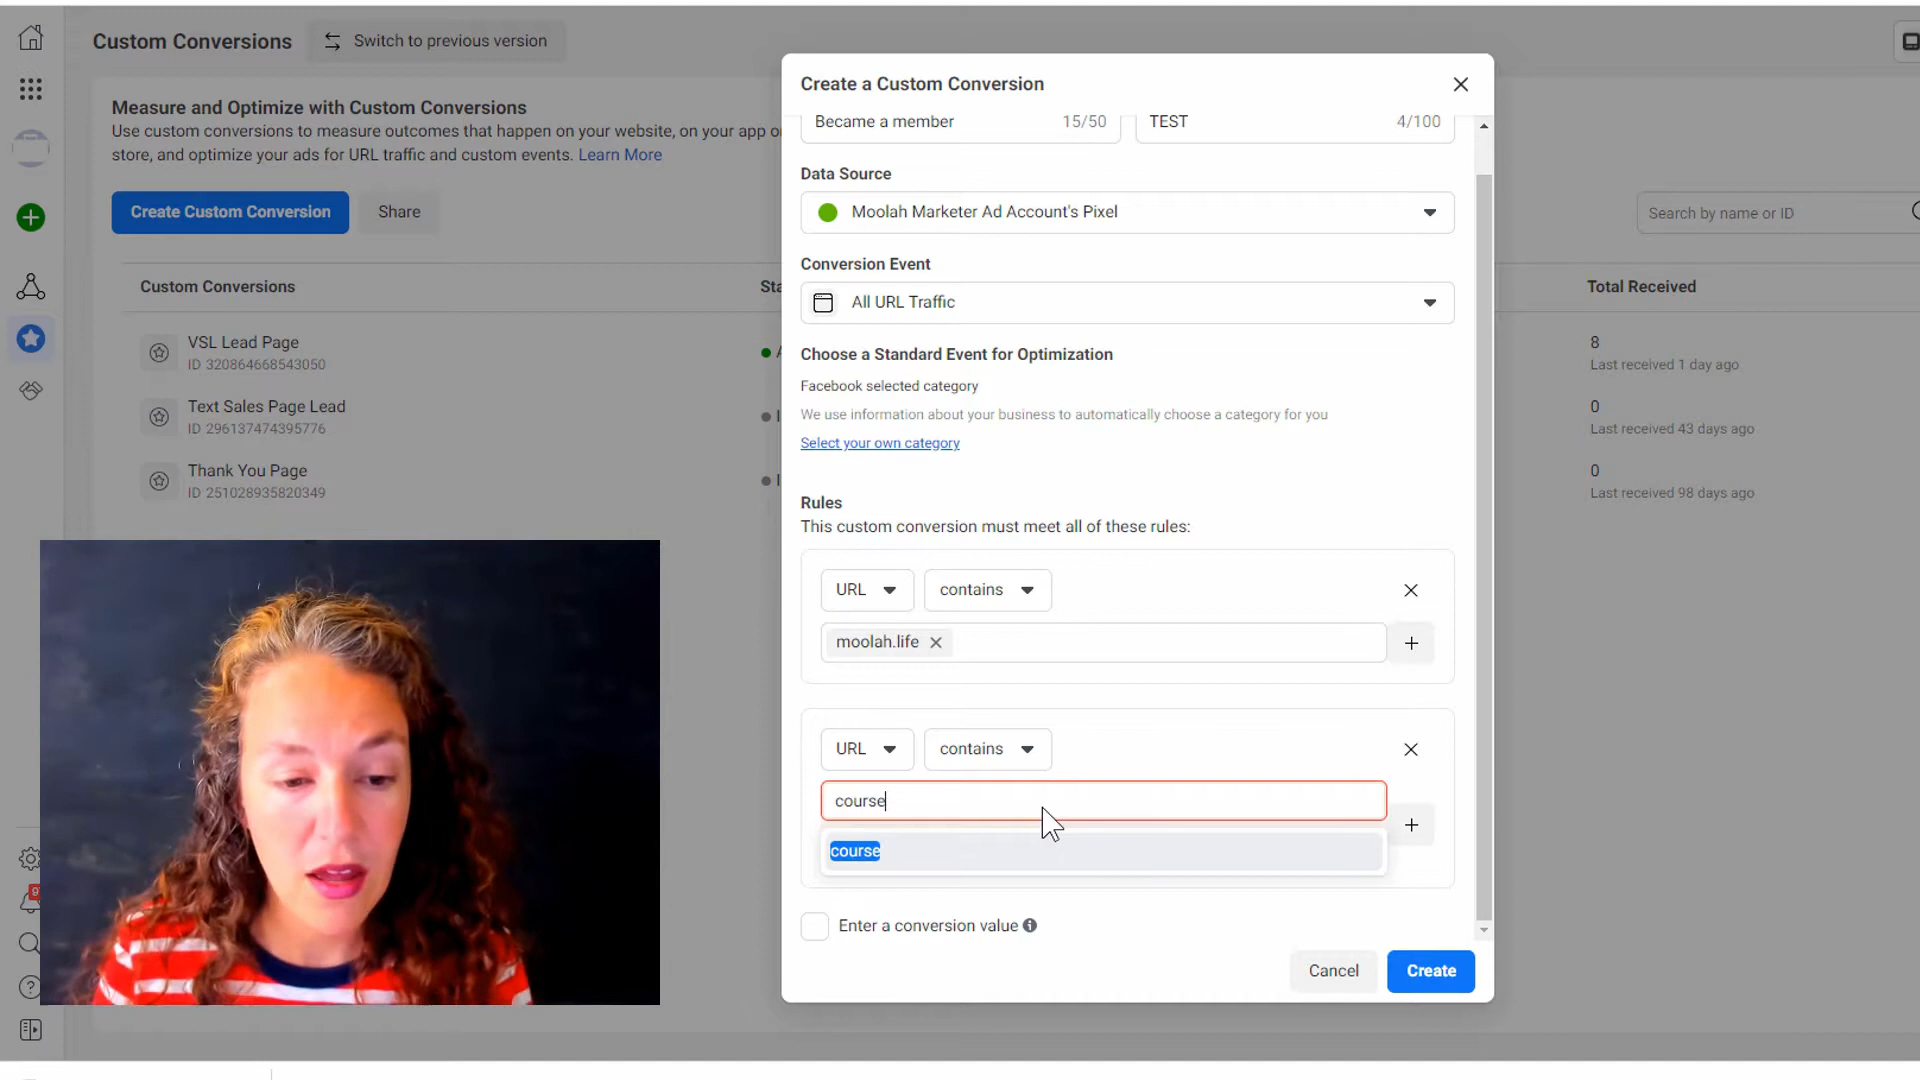 Custom Conversions
Switch to previous version
Measure and Optimize with Custom Conversions
Use custom conversions to measure outcomes that happen on your website, on your app o
store, and optimize your ads for URL traffic and custom events. Learn More
Create Custom Conversion
Share
Search by name or ID
Custom Conversions
Sta
Total Received
VSL Lead Page
ID 320864668543050
A
8
Last received 1 day ago
Text Sales Page Lead
ID 296137474395776
I
0
Last received 43 days ago
Thank You Page
ID 251028935820349
I
0
Last received 98 days ago
Create a Custom Conversion
Became a member
15/50
TEST
4/100
Data Source
Moolah Marketer Ad Account's Pixel
Conversion Event
All URL Traffic
Choose a Standard Event for Optimization
Facebook selected category
We use information about your business to automatically choose a category for you
Select your own category
Rules
This custom conversion must meet all of these rules:
URL
contains
moolah.life
URL
contains
course
course
Enter a conversion value
Cancel
Create